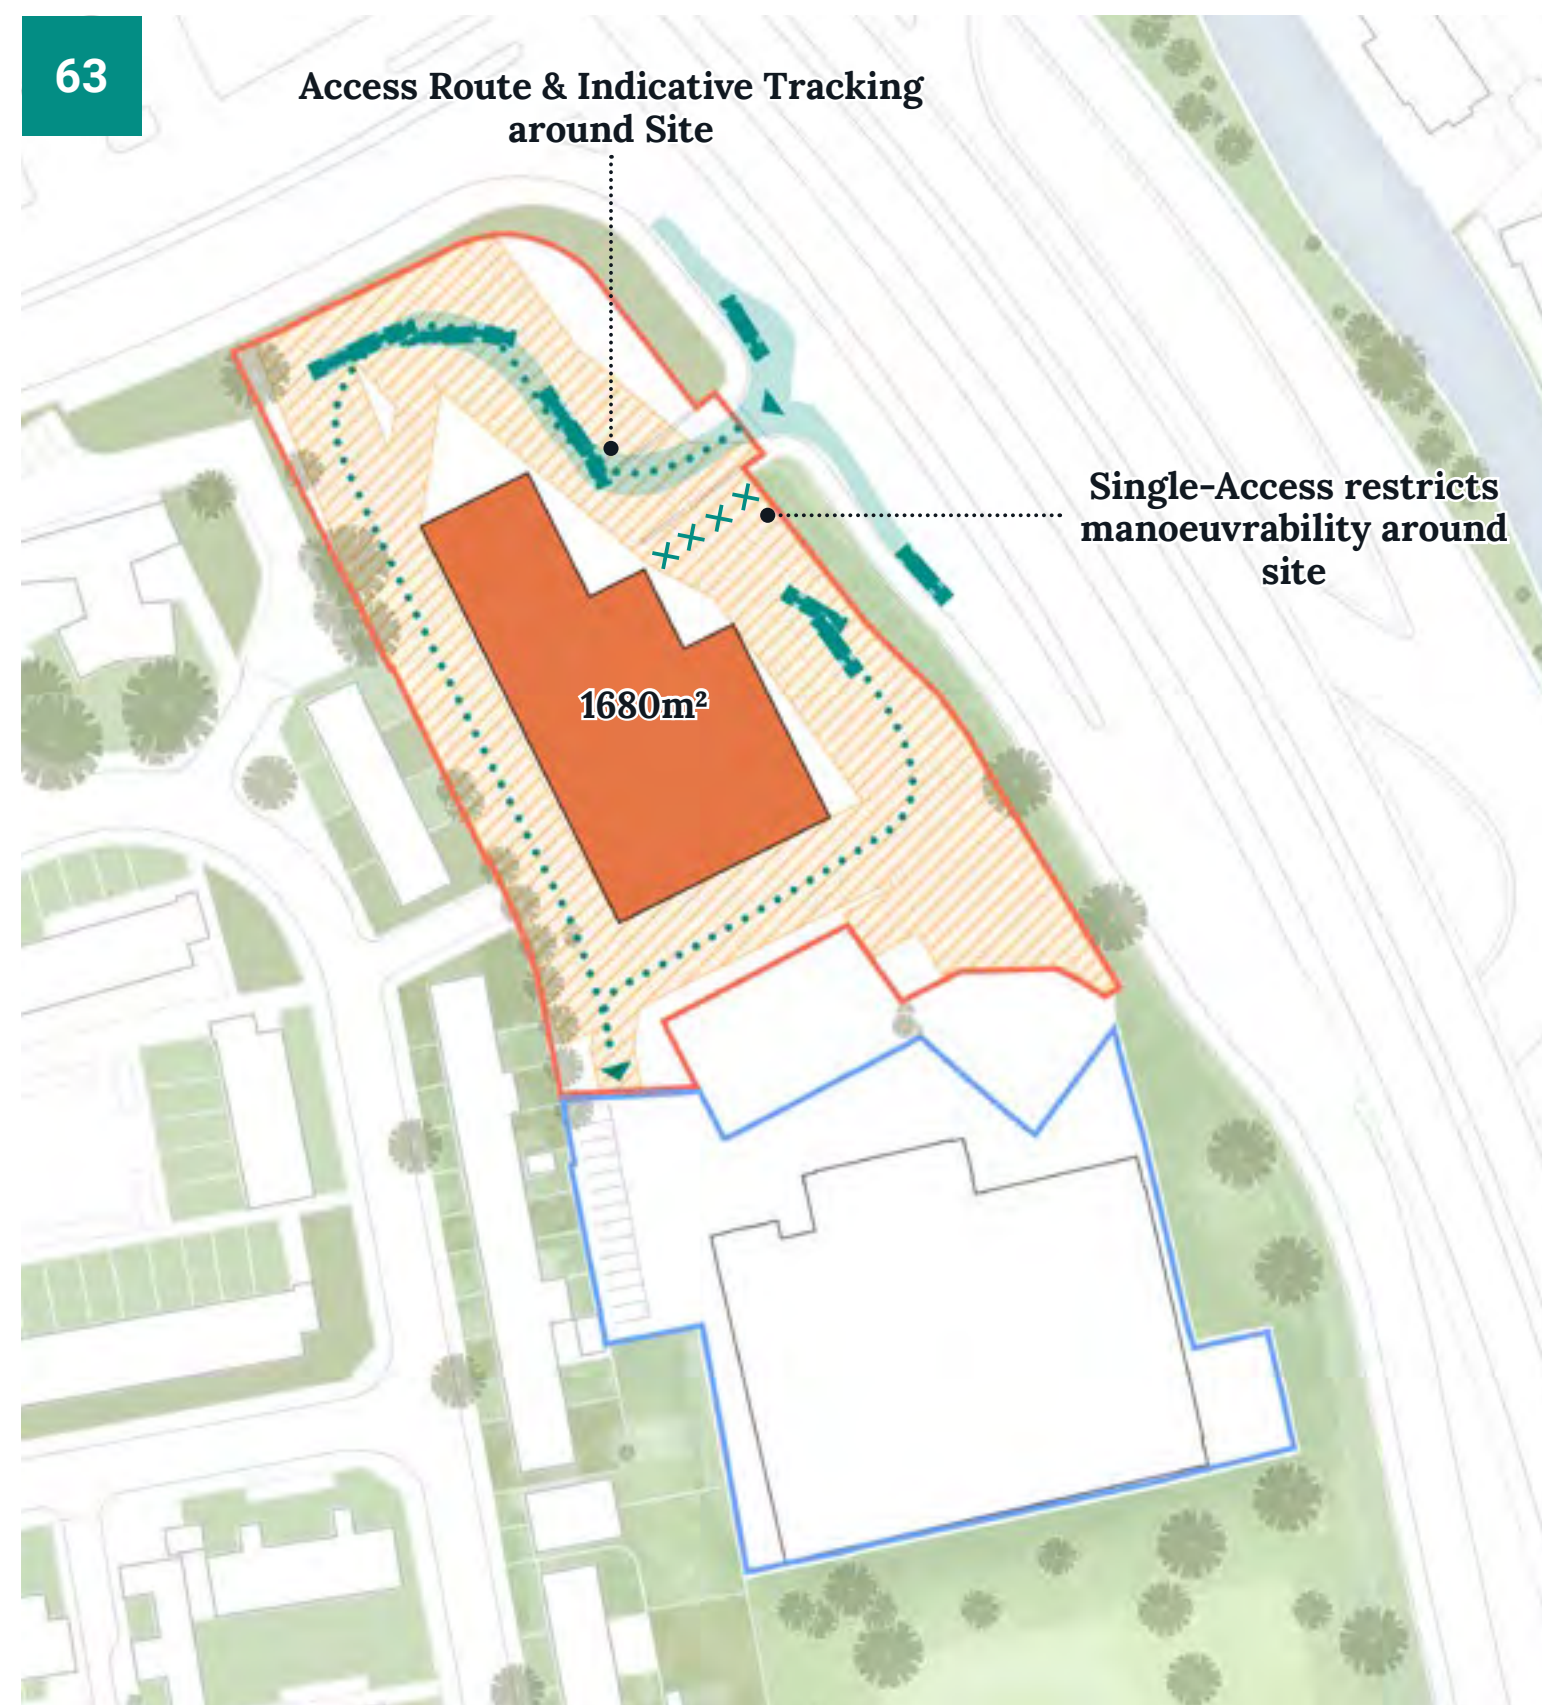 63
Access Route & Indicative Tracking
around Site
Single-Access restricts
manoeuvrability around
site
1680m²